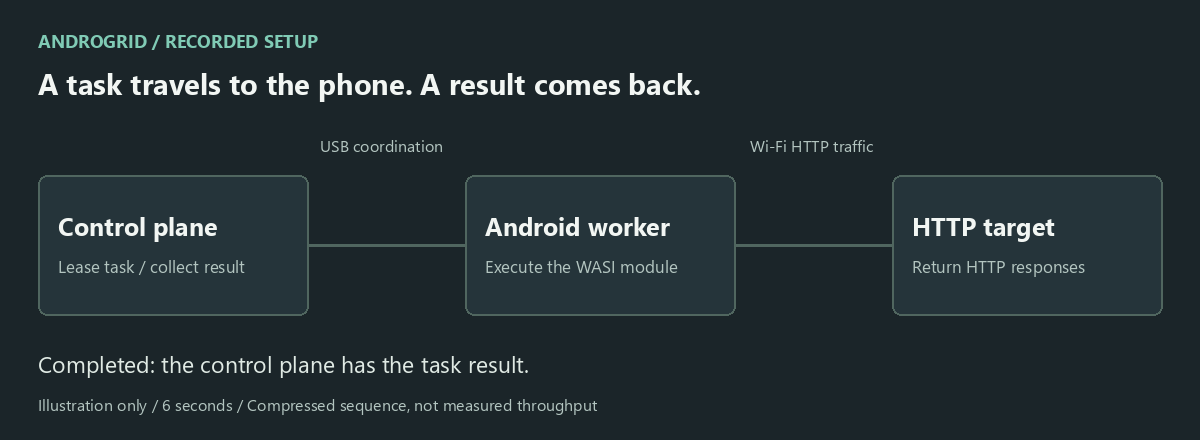 ANDROGRID / RECORDED SETUP
A task travels to the phone. A result comes back.
USB coordination
Wi-Fi HTTP traffic
Control plane
Lease task / collect result
Android worker
Execute the WASI module
HTTP target
Return HTTP responses
Completed: the control plane has the task result.
Illustration only / 6 seconds / Compressed sequence, not measured throughput